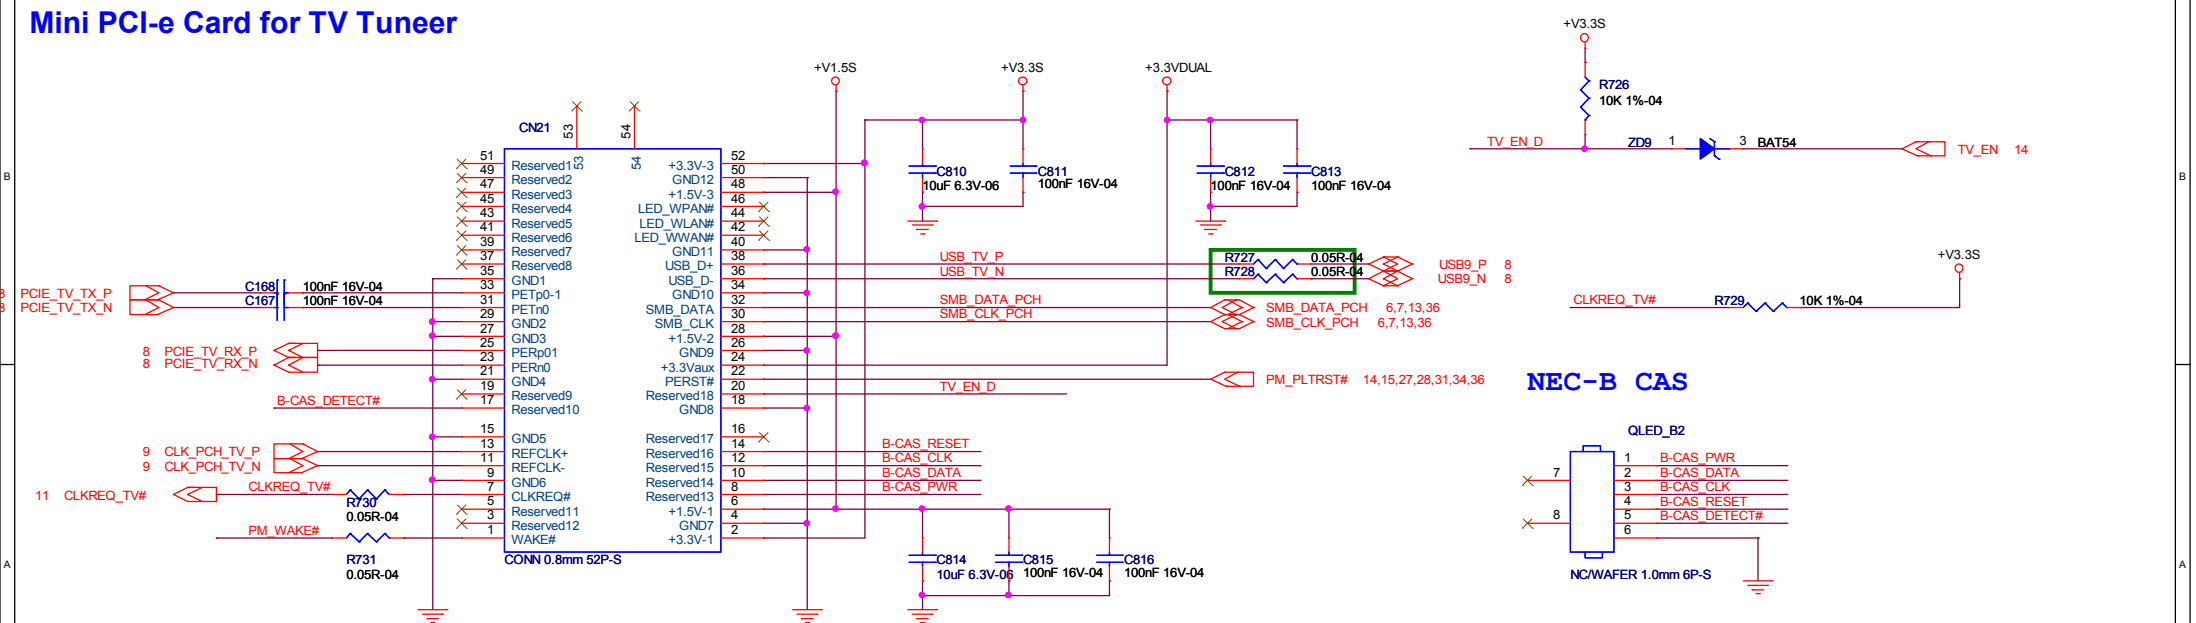 Mini PCI-e Card for TV Tuneer
+V1.5S
+V3.3S
+3.3VDUAL
+V3.3S
R726
10K 1%-04
TV_EN_D
ZD9
1
3
BAT54
TV_EN 14
CN21
53
54
53
54
51 Reserved1
49 Reserved2
47 Reserved3
45 Reserved4
43 Reserved5
41 Reserved6
39 Reserved7
37 Reserved8
35 GND1
33 PETp0-1
31 PETn0
29 GND2
27 GND3
25 PERp01
23 PERn0
21 GND4
19 Reserved9
17 Reserved10
15 GND5
13 REFCLK+
11 REFCLK-
9 GND6
7 CLKREQ#
5 Reserved11
3 Reserved12
1 WAKE#
+3.3V-3 52
GND12 50
+1.5V-3 48
LED_WPAN# 46
LED_WLAN# 44
LED_WWAN# 42
GND11 40
USB_D+ 38
USB_D- 36
GND10 34
SMB_DATA 32
SMB_CLK 30
+1.5V-2 28
GND9 26
+3.3Vaux 24
PERST# 22
Reserved18 20
GND8 18
Reserved17 16
Reserved16 14
Reserved15 12
Reserved14 10
Reserved13 8
+1.5V-1 6
GND7 4
+3.3V-1 2
CONN 0.8mm 52P-S
PCIE_TV_TX_P
PCIE_TV_TX_N
C168 100nF 16V-04
C167 100nF 16V-04
8 PCIE_TV_RX_P
8 PCIE_TV_RX_N
B-CAS_DETECT#
9 CLK_PCH_TV_P
9 CLK_PCH_TV_N
11 CLKREQ_TV#
CLKREQ_TV#
R730
0.05R-04
PM_WAKE#
R731
0.05R-04
C810
10uF 6.3V-06
C811
100nF 16V-04
C812
100nF 16V-04
C813
100nF 16V-04
USB_TV_P
USB_TV_N
R727 0.05R-04
R728 0.05R-04
USB9_P 8
USB9_N 8
SMB_DATA_PCH
SMB_CLK_PCH
SMB_DATA_PCH 6,7,13,36
SMB_CLK_PCH 6,7,13,36
PM_PLTRST# 14,15,27,28,31,34,36
TV_EN_D
B-CAS_RESET
B-CAS_CLK
B-CAS_DATA
B-CAS_PWR
C814
10uF 6.3V-06
C815
100nF 16V-04
C816
100nF 16V-04
+V3.3S
CLKREQ_TV#
R729
10K 1%-04
NEC-B CAS
QLED_B2
7
8
1 B-CAS_PWR
2 B-CAS_DATA
3 B-CAS_CLK
4 B-CAS_RESET
5 B-CAS_DETECT#
6
NC/WAFER 1.0mm 6P-S
B
A
B
A